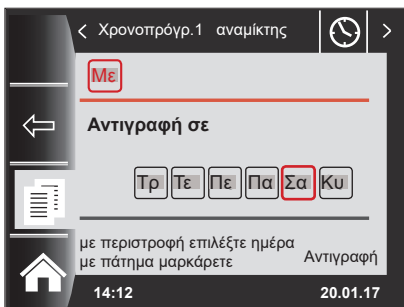 < Χρονοπρόγρ.1 αναμίκτης >
Με
Αντιγραφή σε
Τρ Τε Πε Πα Σα Κυ
με περιστροφή επιλέξτε ημέρα
με πάτημα μαρκάρετε Αντιγραφή
14:12 20.01.17